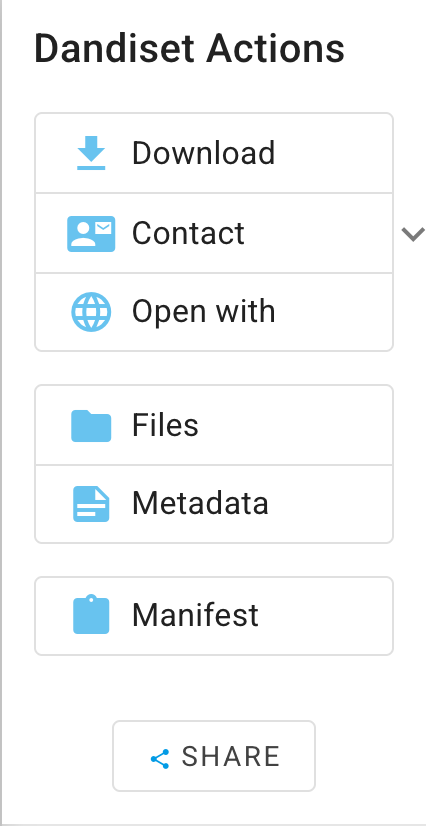 Dandiset Actions
Download
Contact
Open with
Files
Metadata
Manifest
SHARE